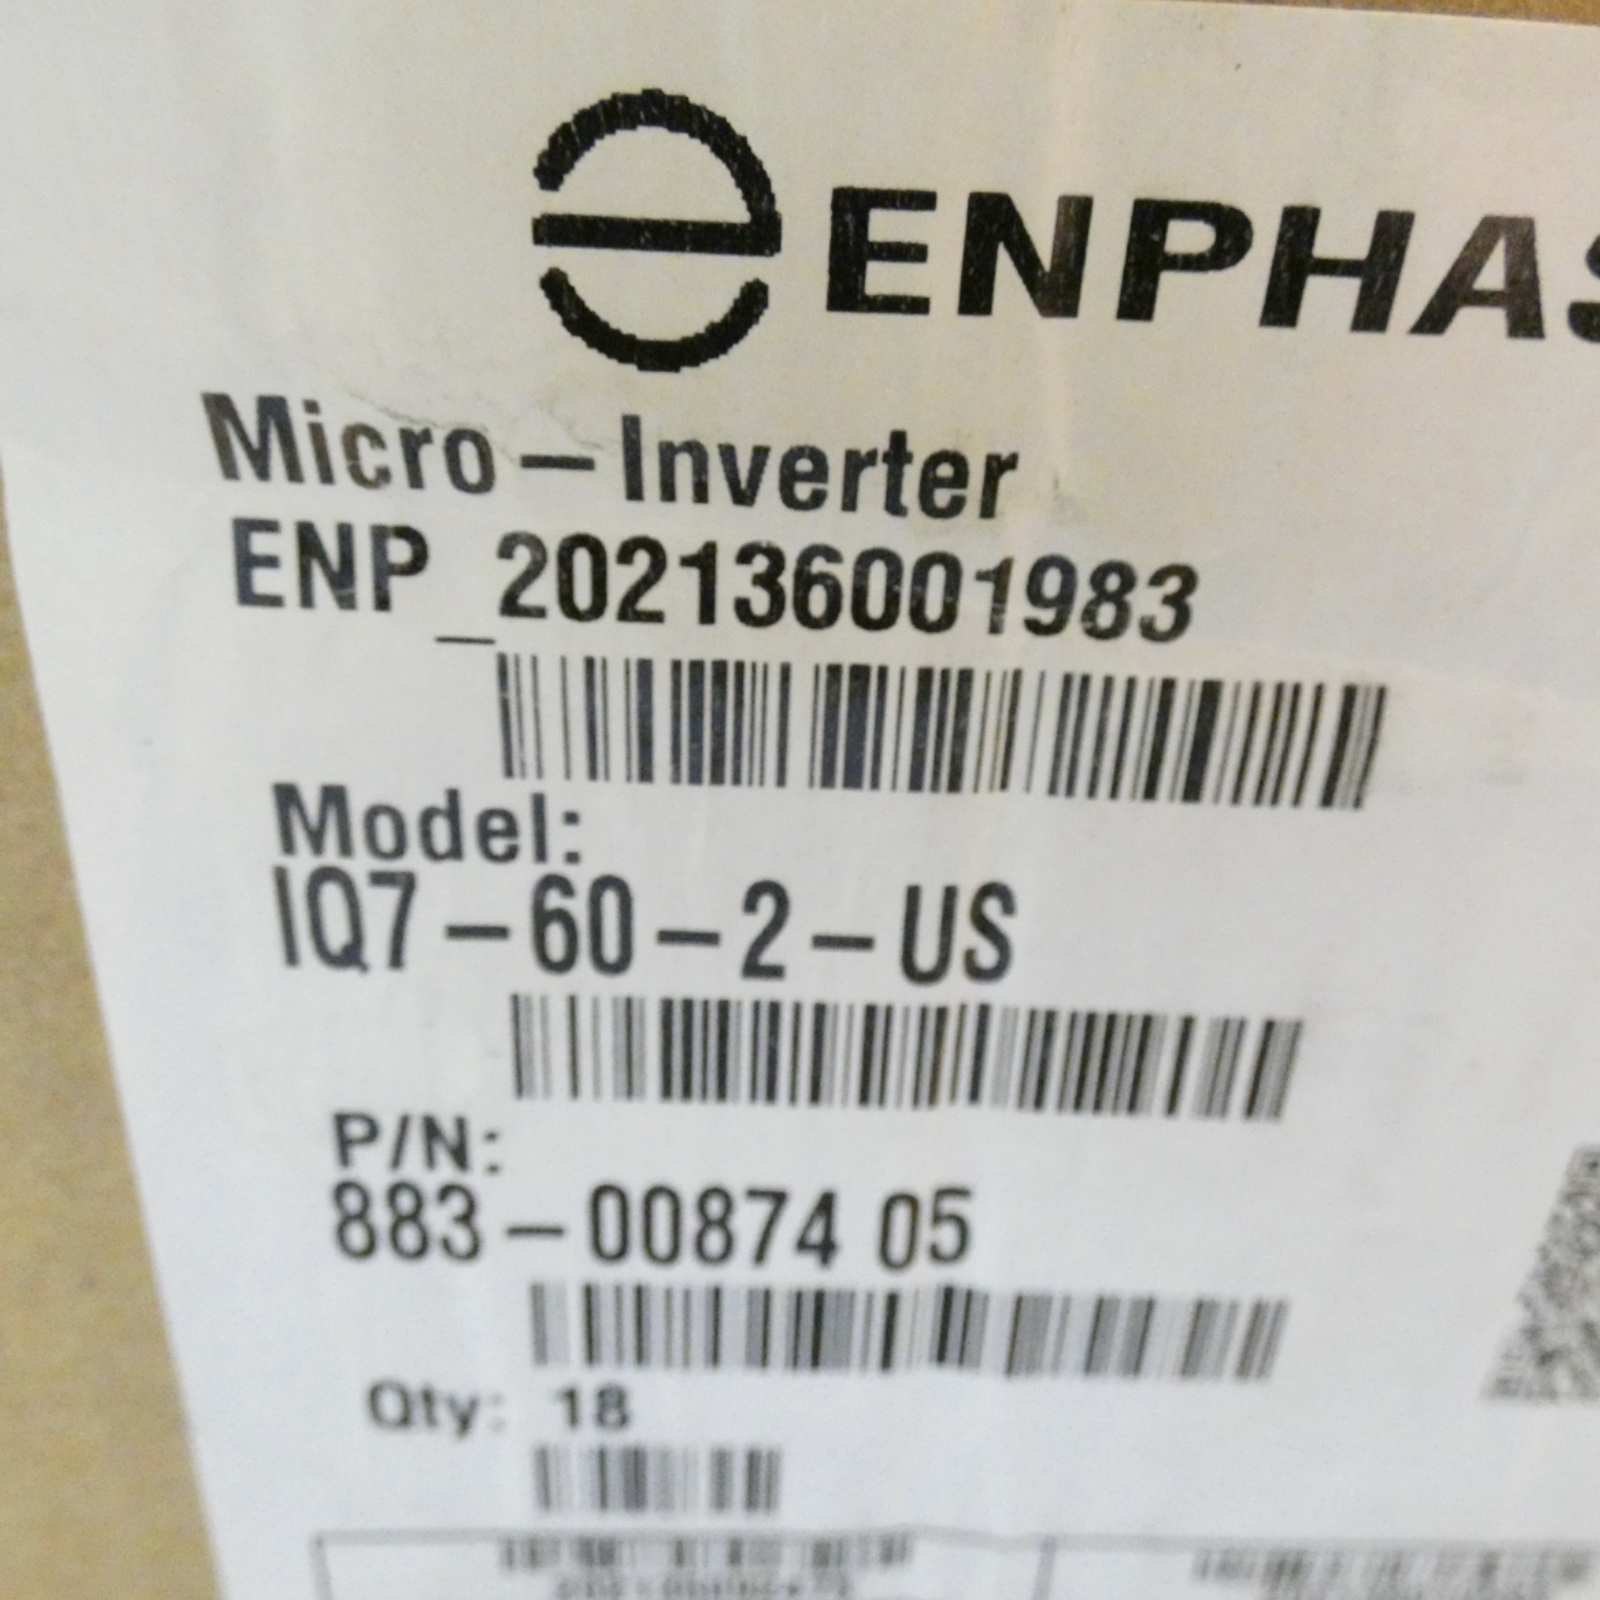 ENPHAS
Micro-Inverter
ENP_202136001983
Model:
IQ7-60-2-US
P/N:
883-00874 05
Qty: 18